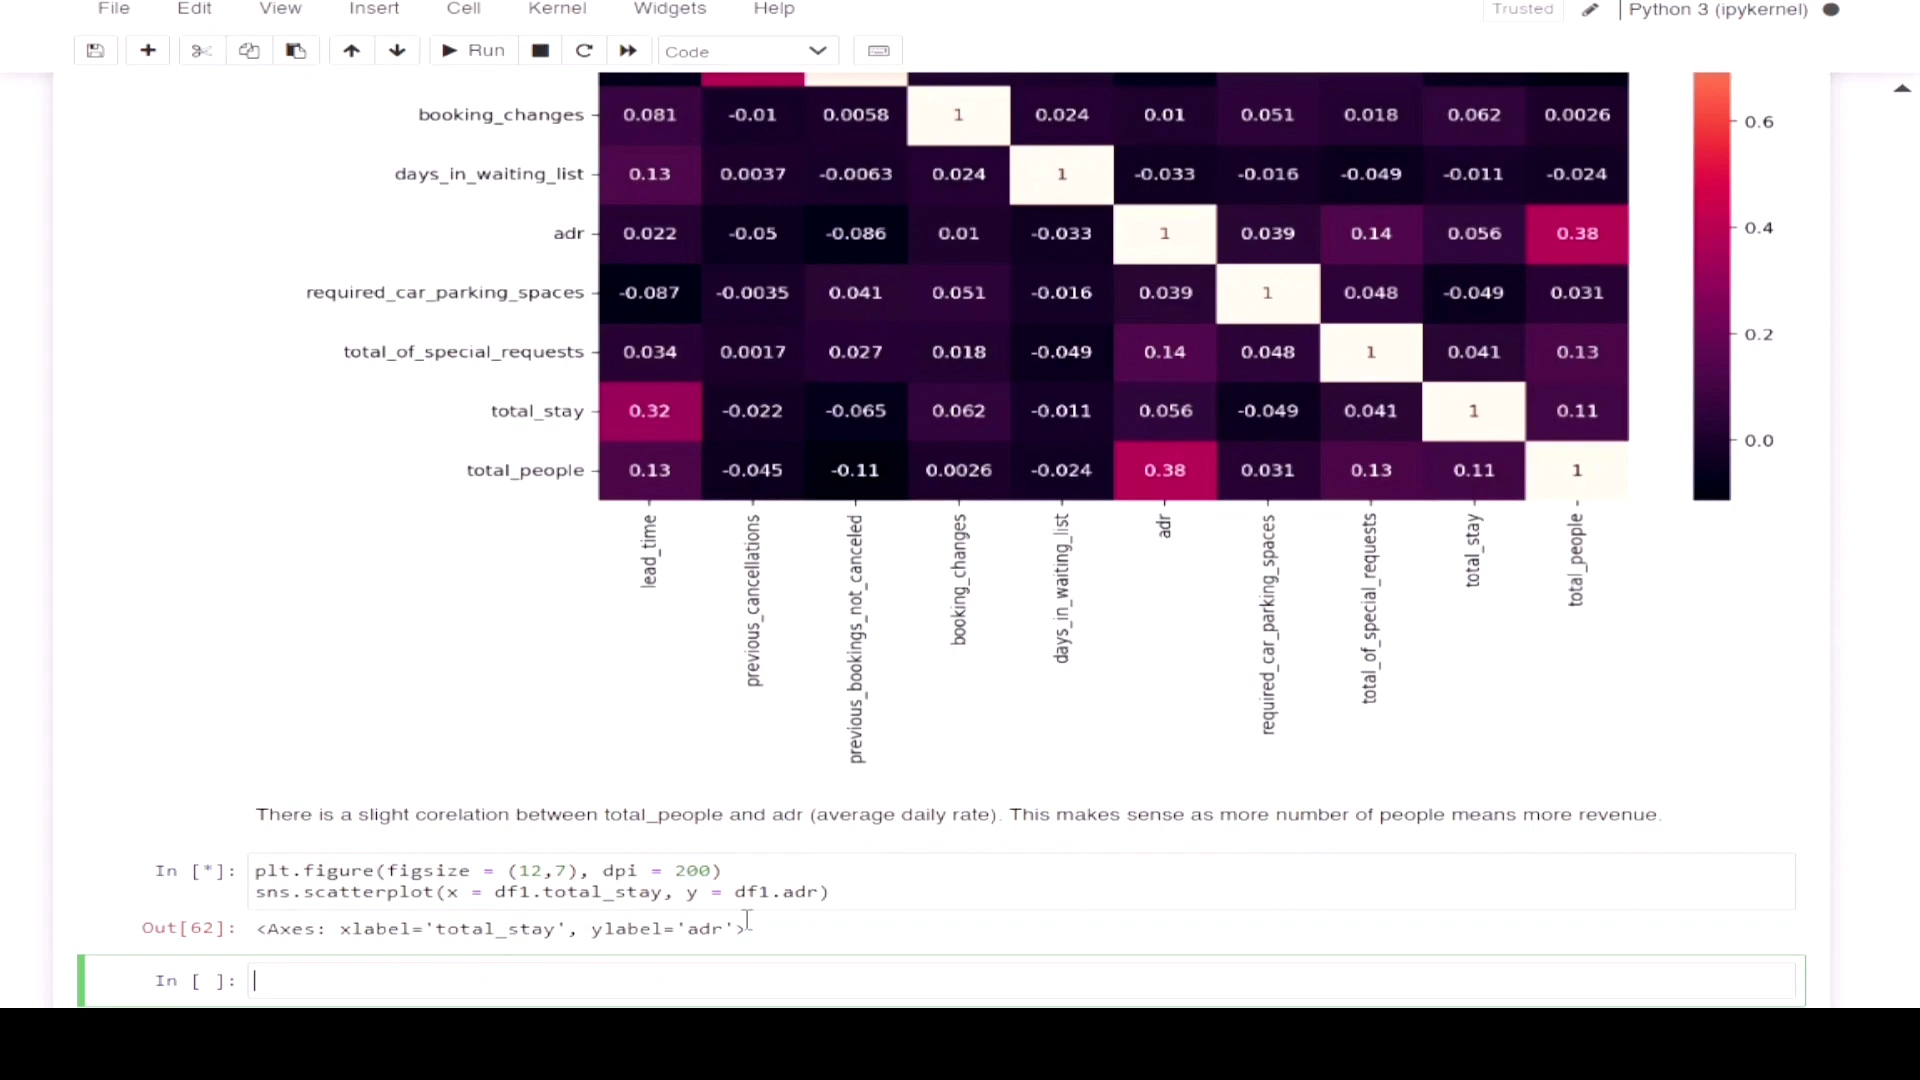 File Edit View Insert Cell Kernel Widgets Help Trusted Python 3 (ipykernel)
Run Code
booking_changes 0.081 -0.01 0.0058 1 0.024 0.01 0.051 0.018 0.062 0.0026
0.6
days_in_waiting_list 0.13 0.0037 -0.0063 0.024 1 -0.033 -0.016 -0.049 -0.011 -0.024
adr 0.022 -0.05 -0.086 0.01 -0.033 1 0.039 0.14 0.056 0.38
0.4
required_car_parking_spaces -0.087 -0.0035 0.041 0.051 -0.016 0.039 1 0.048 -0.049 0.031
0.2
total_of_special_requests 0.034 0.0017 0.027 0.018 -0.049 0.14 0.048 1 0.041 0.13
total_stay 0.32 -0.022 -0.065 0.062 -0.011 0.056 -0.049 0.041 1 0.11
0.0
total_people 0.13 -0.045 -0.11 0.0026 -0.024 0.38 0.031 0.13 0.11 1
lead_time
previous_cancellations
previous_bookings_not_canceled
booking_changes
days_in_waiting_list
adr
required_car_parking_spaces
total_of_special_requests
total_stay
total_people
There is a slight corelation between total_people and adr (average daily rate). This makes sense as more number of people means more revenue.
In [*]: plt.figure(figsize = (12,7), dpi = 200)
sns.scatterplot(x = df1.total_stay, y = df1.adr)
Out[62]: <Axes: xlabel='total_stay', ylabel='adr'>
In [ ]: